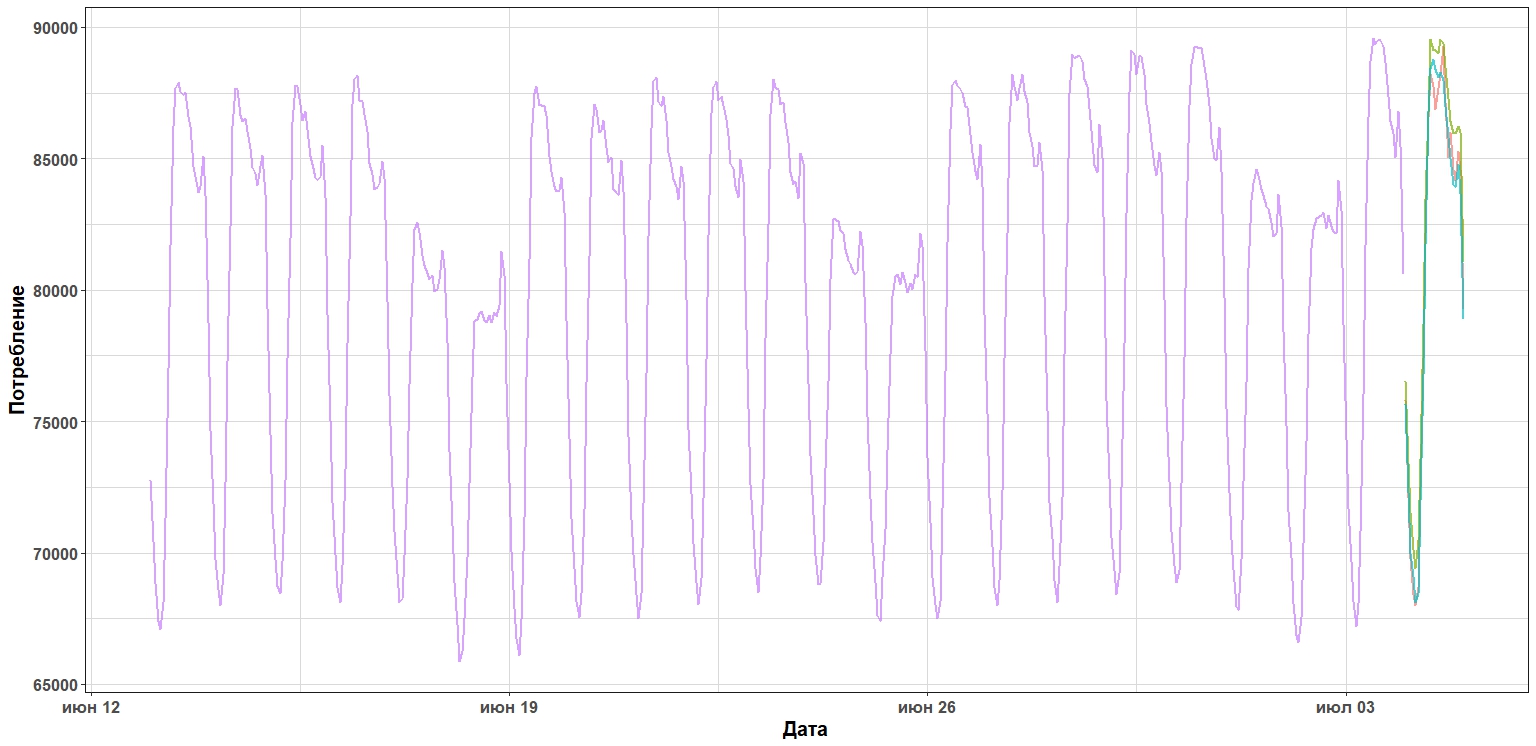 90000
85000
80000
75000
70000
65000
Потребление
июн 12
июн 19
июн 26
июл 03
Дата